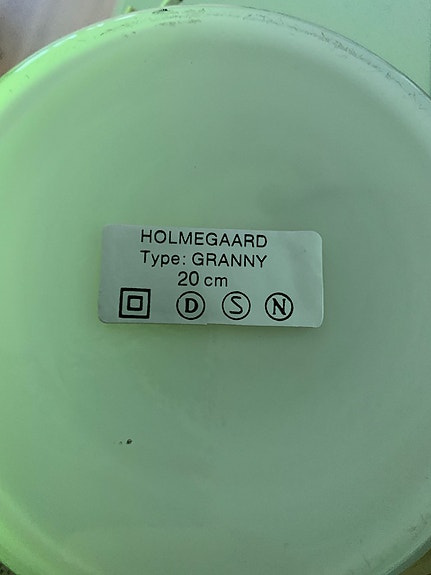 HOLMEGAARD
Type: GRANNY
20 cm
D S N